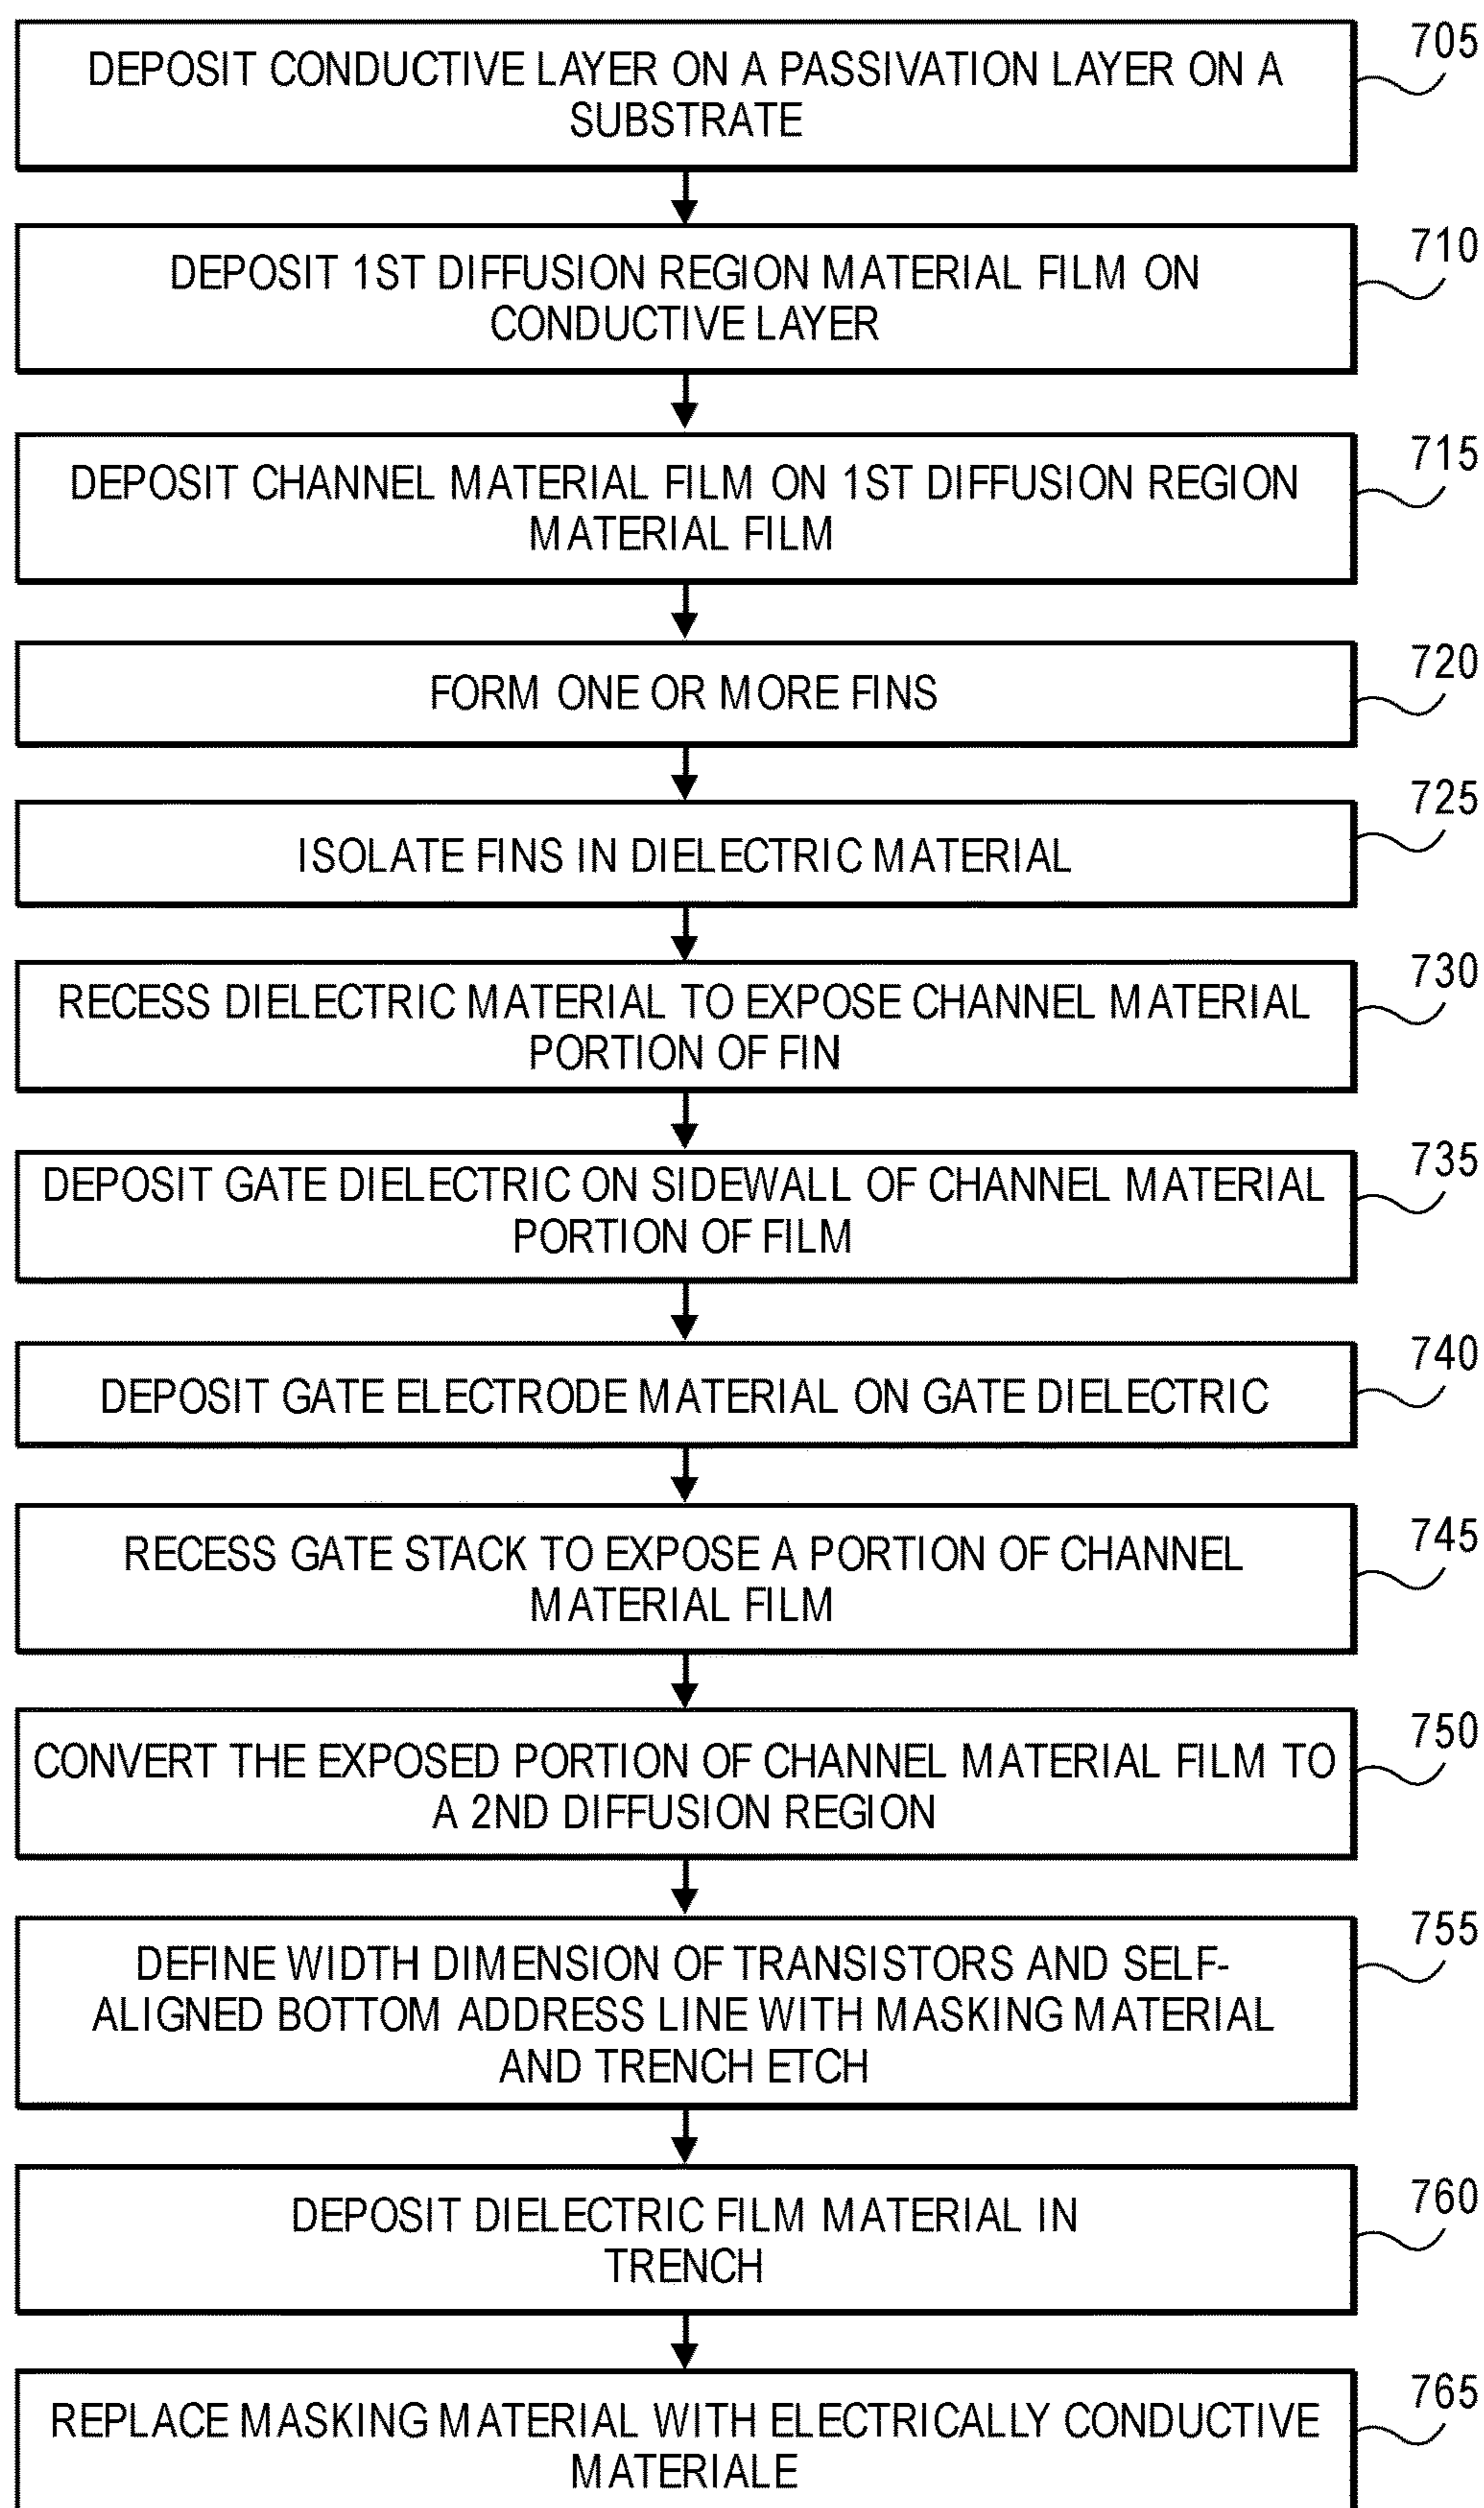 705
DEPOSIT CONDUCTIVE LAYER ON A PASSIVATION LAYER ON A
SUBSTRATE
710
DEPOSIT 1ST DIFFUSION REGION MATERIAL FILM ON
CONDUCTIVE LAYER
715
DEPOSIT CHANNEL MATERIAL FILM ON 1ST DIFFUSION REGION
MATERIAL FILM
720
FORM ONE OR MORE FINS
725
ISOLATE FINS IN DIELECTRIC MATERIAL
730
RECESS DIELECTRIC MATERIAL TO EXPOSE CHANNEL MATERIAL
PORTION OF FIN
735
DEPOSIT GATE DIELECTRIC ON SIDEWALL OF CHANNEL MATERIAL
PORTION OF FILM
740
DEPOSIT GATE ELECTRODE MATERIAL ON GATE DIELECTRIC
745
RECESS GATE STACK TO EXPOSE A PORTION OF CHANNEL
MATERIAL FILM
750
CONVERT THE EXPOSED PORTION OF CHANNEL MATERIAL FILM TO
A 2ND DIFFUSION REGION
755
DEFINE WIDTH DIMENSION OF TRANSISTORS AND SELF-
ALIGNED BOTTOM ADDRESS LINE WITH MASKING MATERIAL
AND TRENCH ETCH
760
DEPOSIT DIELECTRIC FILM MATERIAL IN
TRENCH
765
REPLACE MASKING MATERIAL WITH ELECTRICALLY CONDUCTIVE
MATERIALE